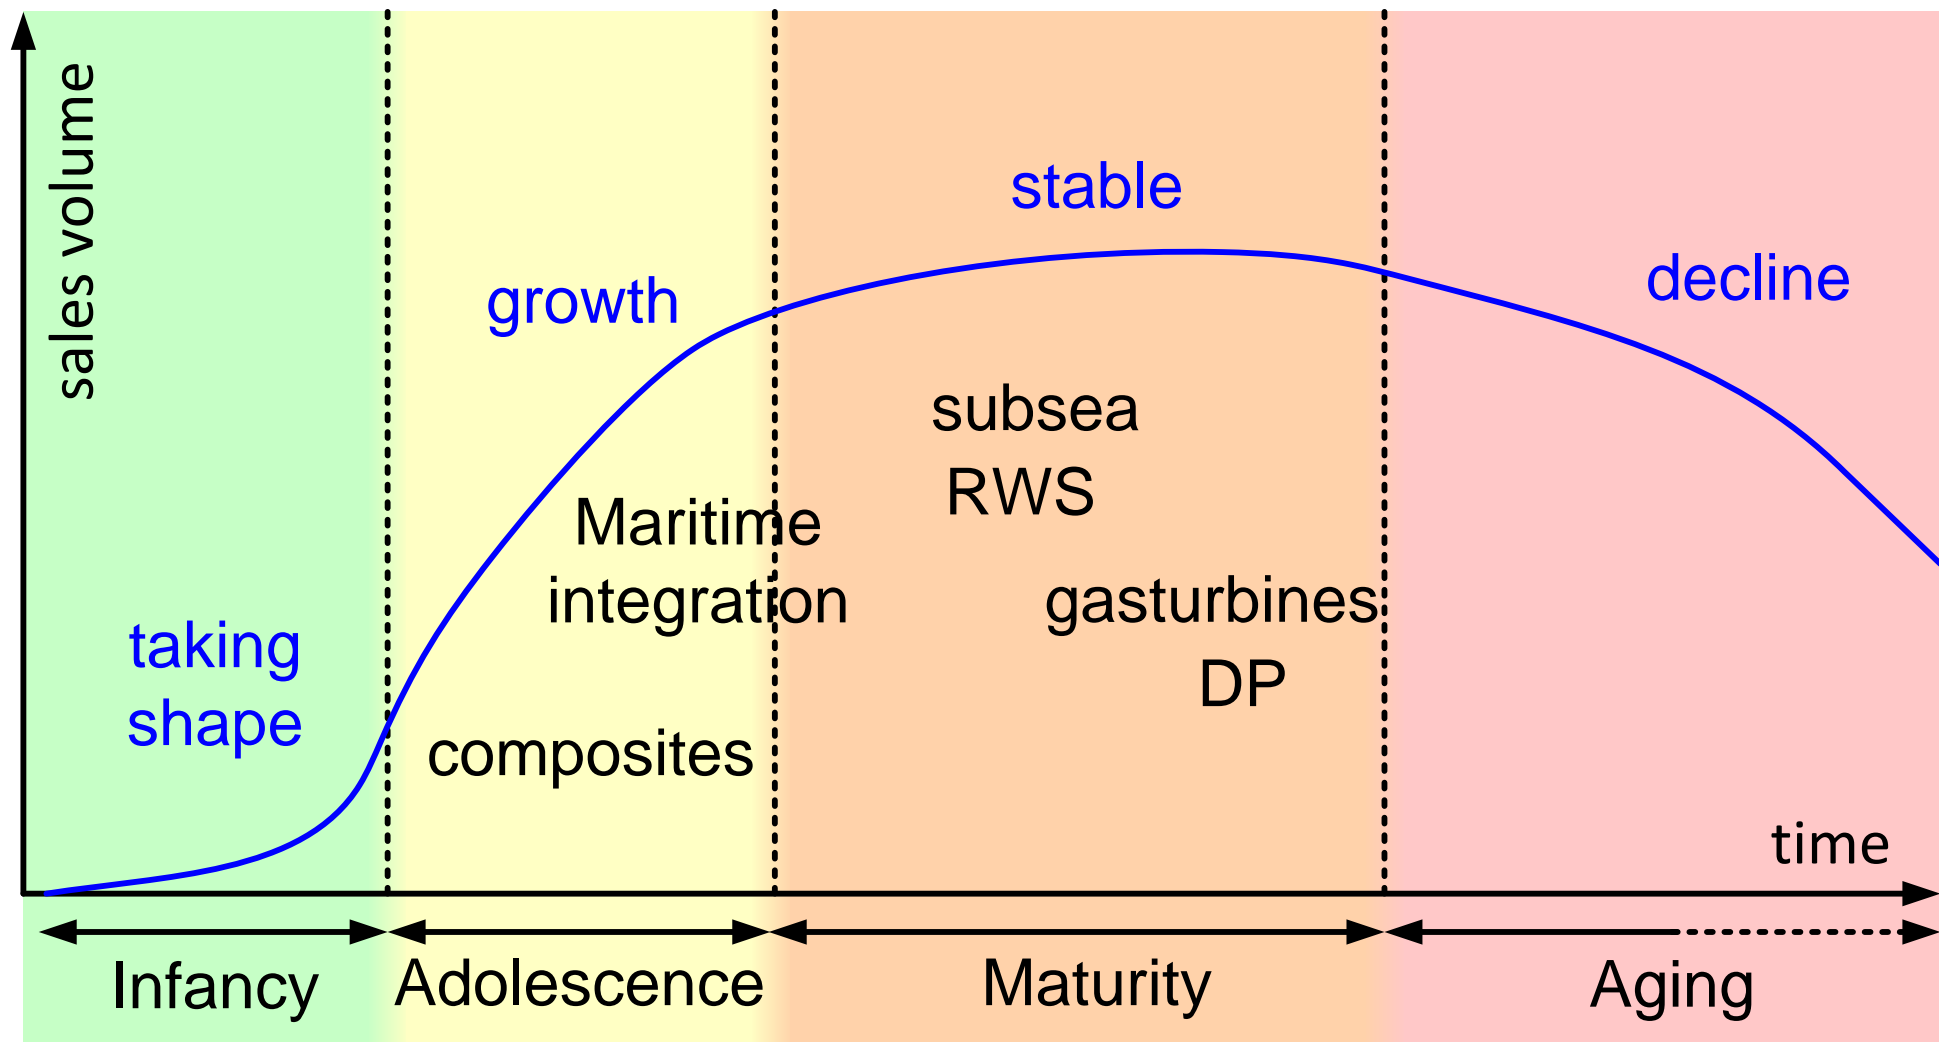 sales volume
stable
growth
decline
subsea
RWS
Maritime
integration
gasturbines
DP
taking
shape
composites
time
Infancy
Adolescence
Maturity
Aging